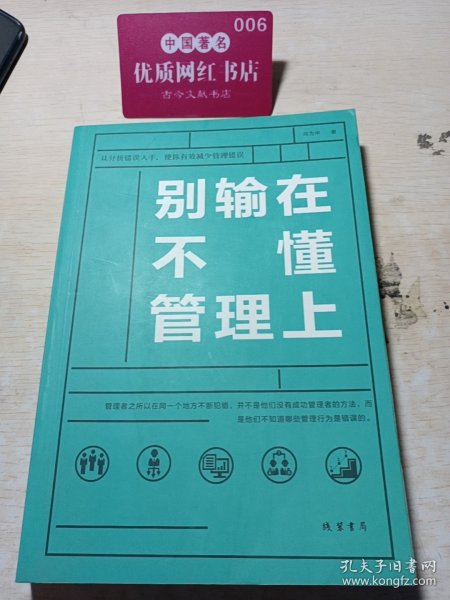 006
中国著名
优质网红书店
古今文献书店
著
以分析错误入手,使你有效减少管理错误
别输在
不懂
管理上
管理者之所以在同一个地方不断犯错,并不是他们没有成功管理者的方法,而
是他们不知道哪些管理行为是错误的。
线装书局
孔夫子旧书网
www.kongfz.com